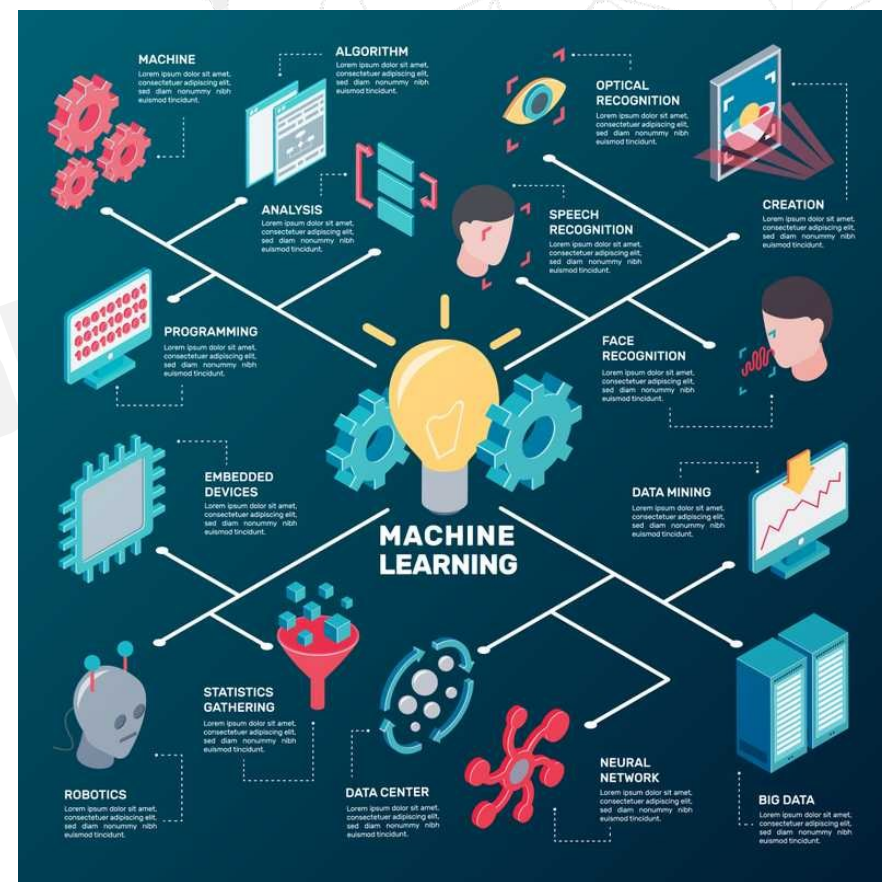 MACHINE
Lorem ipsum dolor sit amet,
consectetuer adipiscing elit,
sed diam nonummy nibh
euismod tincidunt.
ALGORITHM
Lorem ipsum dolor sit amet,
consectetuer adipiscing elit,
sed diam nonummy nibh
euismod tincidunt.
OPTICAL
RECOGNITION
Lorem ipsum dolor sit amet,
consectetuer adipiscing elit,
sed diam nonummy nibh
euismod tincidunt.
ANALYSIS
Lorem ipsum dolor sit amet,
consectetuer adipiscing elit,
sed diam nonummy nibh
euismod tincidunt.
SPEECH
RECOGNITION
Lorem ipsum dolor sit amet,
consectetuer adipiscing elit,
sed diam nonummy nibh
euismod tincidunt.
CREATION
Lorem ipsum dolor sit amet,
consectetuer adipiscing elit,
sed diam nonummy nibh
euismod tincidunt.
10010001
00101010
10010101
PROGRAMMING
Lorem ipsum dolor sit amet,
consectetuer adipiscing elit,
sed diam nonummy nibh
euismod tincidunt.
FACE
RECOGNITION
Lorem ipsum dolor sit amet,
consectetuer adipiscing elit,
sed diam nonummy nibh
euismod tincidunt.
EMBEDDED
DEVICES
Lorem ipsum dolor sit amet,
consectetuer adipiscing elit,
sed diam nonummy nibh
euismod tincidunt.
MACHINE
LEARNING
DATA MINING
Lorem ipsum dolor sit amet,
consectetuer adipiscing elit,
sed diam nonummy nibh
euismod tincidunt.
STATISTICS
GATHERING
Lorem ipsum dolor sit amet,
consectetuer adipiscing elit,
sed diam nonummy nibh
euismod tincidunt.
ROBOTICS
Lorem ipsum dolor sit amet,
consectetuer adipiscing elit,
sed diam nonummy nibh
euismod tincidunt.
DATA CENTER
Lorem ipsum dolor sit amet,
consectetuer adipiscing elit,
sed diam nonummy nibh
euismod tincidunt.
NEURAL
NETWORK
Lorem ipsum dolor sit amet,
consectetuer adipiscing elit,
sed diam nonummy nibh
euismod tincidunt.
BIG DATA
Lorem ipsum dolor sit amet,
consectetuer adipiscing elit,
sed diam nonummy nibh
euismod tincidunt.